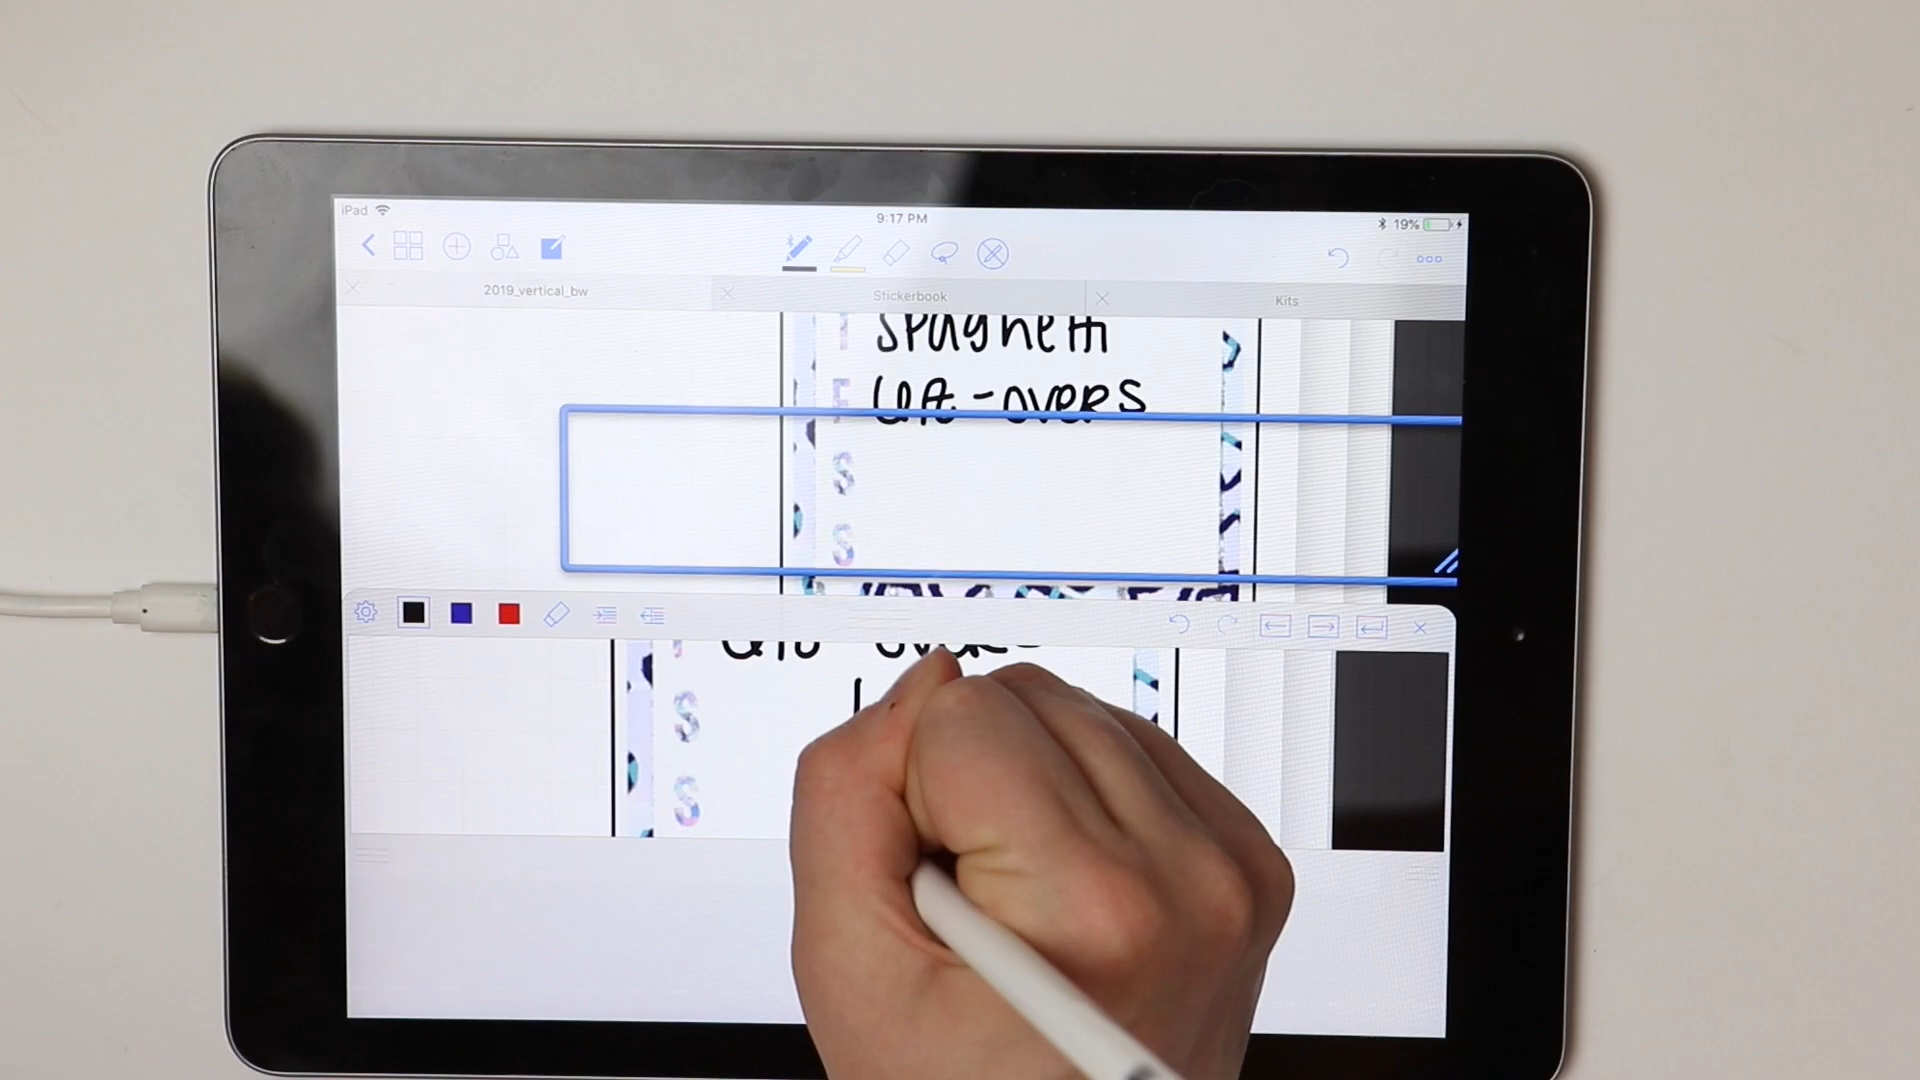 iPad 9:17 PM 19%
2019_vertical_bw Stickerbook Kits
T spaghetti
F left-overs
S
S
S
S